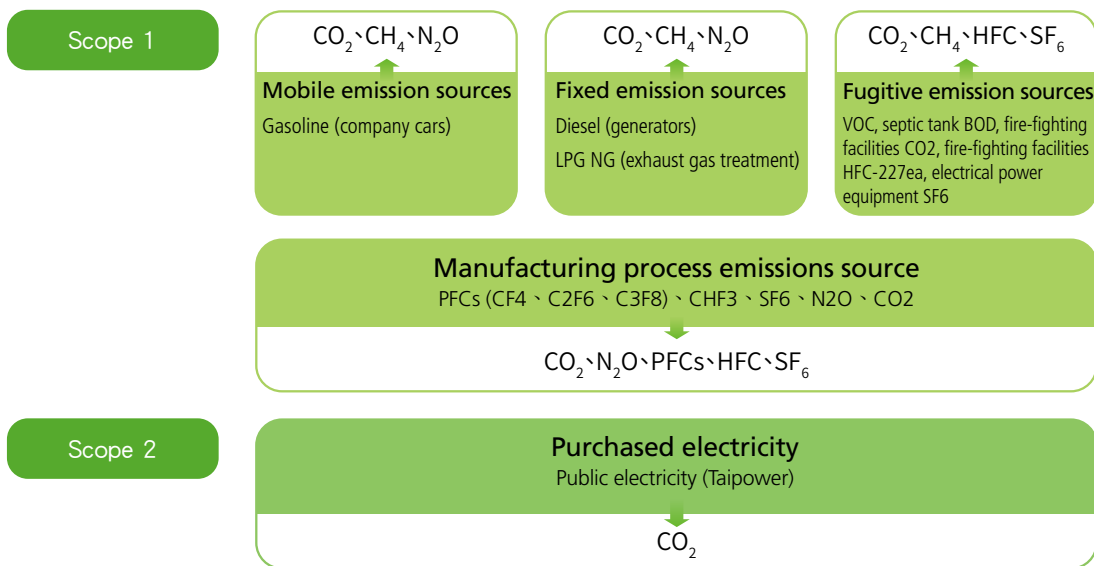 Scope 1
CO₂、CH₄、N₂O
Mobile emission sources
Gasoline (company cars)
CO₂、CH₄、N₂O
Fixed emission sources
Diesel (generators)
LPG NG (exhaust gas treatment)
CO₂、CH₄、HFC、SF₆
Fugitive emission sources
VOC, septic tank BOD, fire-fighting
facilities CO2, fire-fighting facilities
HFC-227ea, electrical power
equipment SF6
Manufacturing process emissions source
PFCs (CF4、C2F6、C3F8)、CHF3、SF6、N2O、CO2
CO₂、N₂O、PFCs、HFC、SF₆
Scope 2
Purchased electricity
Public electricity (Taipower)
CO₂